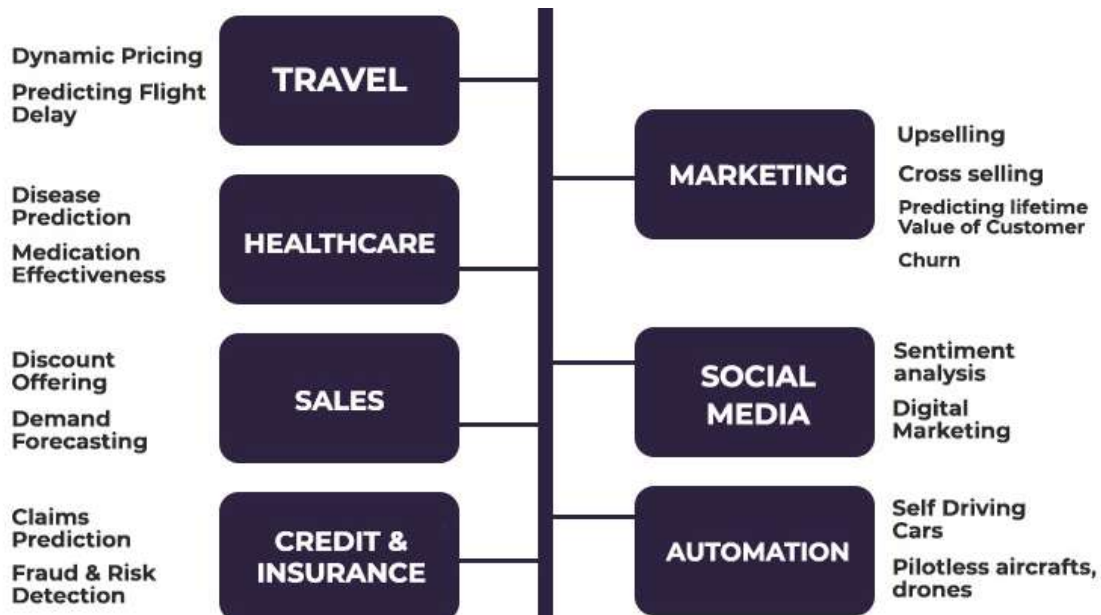 Dynamic Pricing
Predicting Flight
Delay
TRAVEL
Disease
Prediction
Medication
Effectiveness
HEALTHCARE
Discount
Offering
Demand
Forecasting
SALES
Claims
Prediction
Fraud & Risk
Detection
CREDIT &
INSURANCE
MARKETING
Upselling
Cross selling
Predicting lifetime
Value of Customer
Churn
SOCIAL
MEDIA
Sentiment
analysis
Digital
Marketing
AUTOMATION
Self Driving
Cars
Pilotless aircrafts,
drones